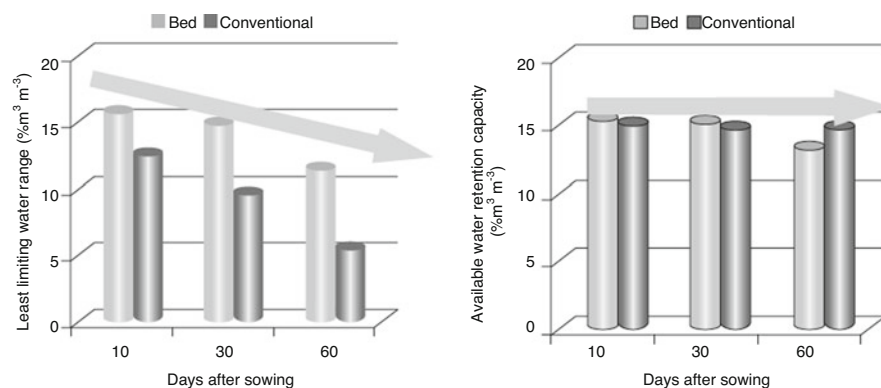 Bed Conventional
Least limiting water range (%m³ m⁻³)
20
15
10
5
0
10 30 60
Days after sowing
Bed Conventional
Available water retention capacity
(%m³ m⁻³)
20
15
10
5
0
10 30 60
Days after sowing